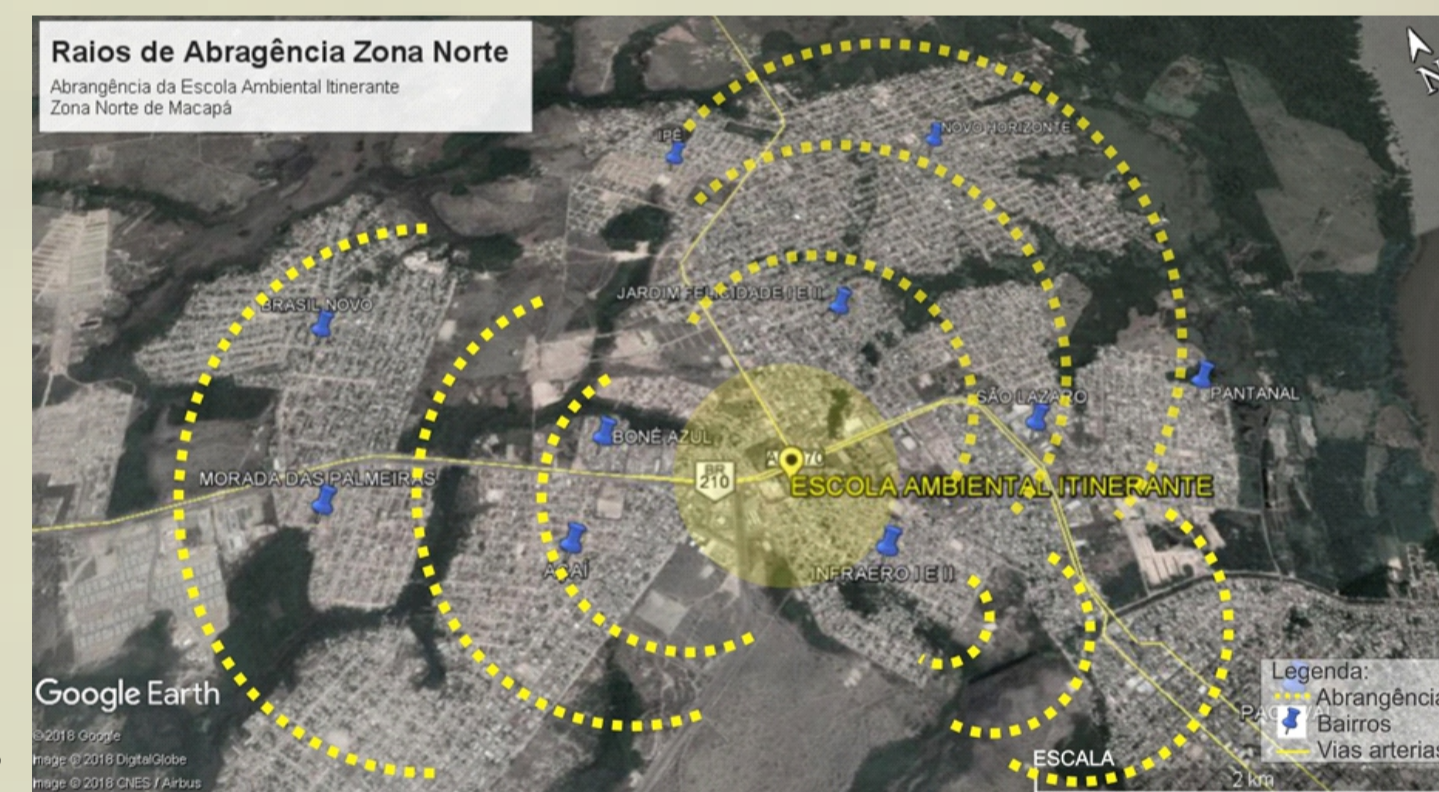 Raios de Abragência Zona Norte
Abrangência da Escola Ambiental Itinerante
Zona Norte de Macapá
N
IPÊ
NOVO HORIZONTE
BRASIL NOVO
JARDIM FELICIDADE I E II
SÃO LAZARO
PANTANAL
BONÉ AZUL
MORADA DAS PALMEIRAS
BR
210
ESCOLA AMBIENTAL ITINERANTE
AÇAÍ
INFRAERO I E II
Google Earth
©2018 Google
Image © 2018 DigitalGlobe
Image © 2018 CNES / Airbus
Legenda:
Abrangência
Bairros
Vias arterias
ESCALA
2 km